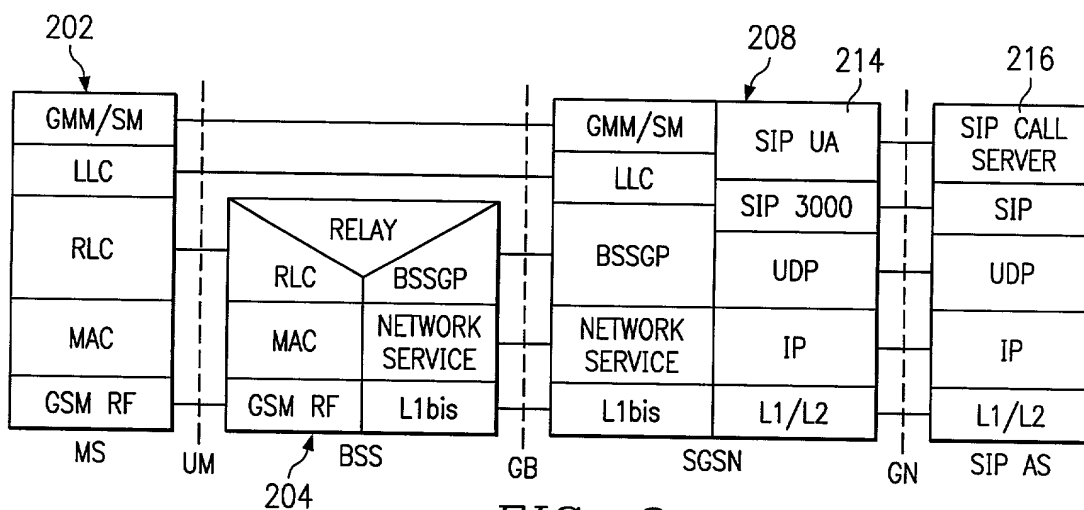 202
208
214
216
GMM/SM
LLC
RLC
MAC
GSM RF
MS
UM
RELAY
RLC
BSSGP
MAC
NETWORK
SERVICE
GSM RF
L1bis
204
BSS
GB
GMM/SM
LLC
BSSGP
NETWORK
SERVICE
L1bis
SIP UA
SIP 3000
UDP
IP
L1/L2
SGSN
GN
SIP CALL
SERVER
SIP
UDP
IP
L1/L2
SIP AS